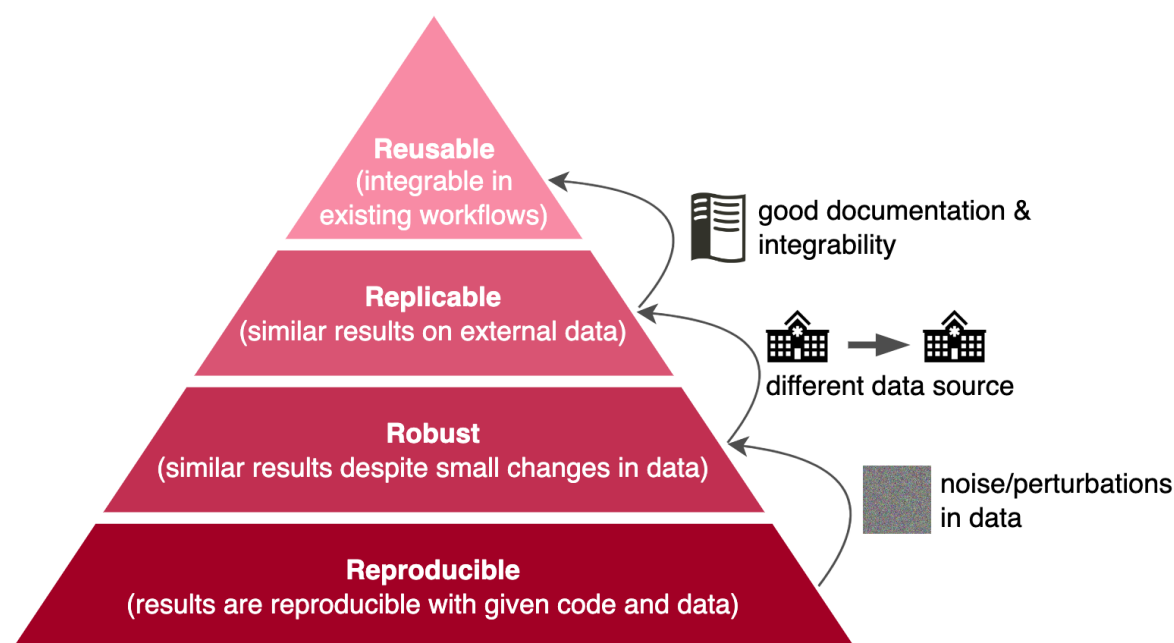 Reusable
(integrable in
existing workflows)
good documentation &
integrability
Replicable
(similar results on external data)
different data source
Robust
(similar results despite small changes in data)
noise/perturbations
in data
Reproducible
(results are reproducible with given code and data)